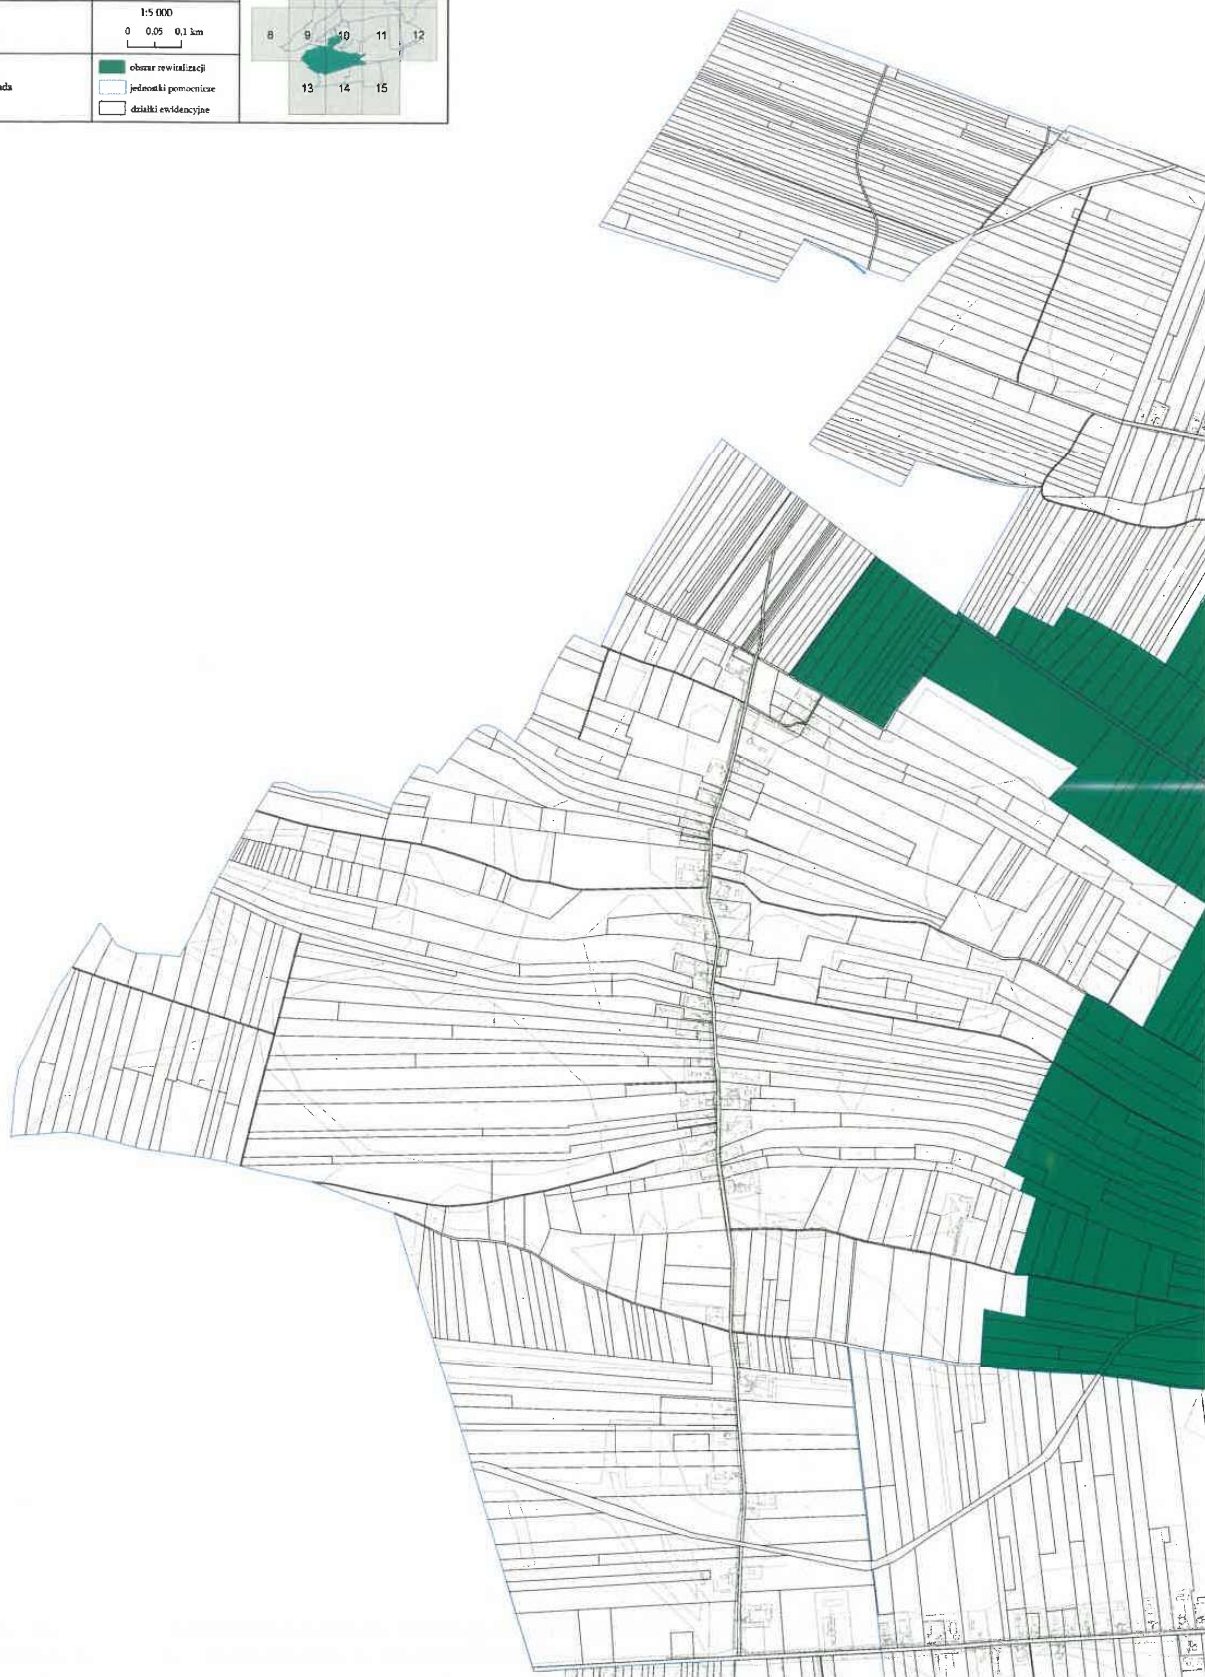 1:5 000
0 0,05 0,1 km
obszar rewitalizacji
jednostki pomocnicze
działki ewidencyjne
8 9 10 11 12
13 14 15